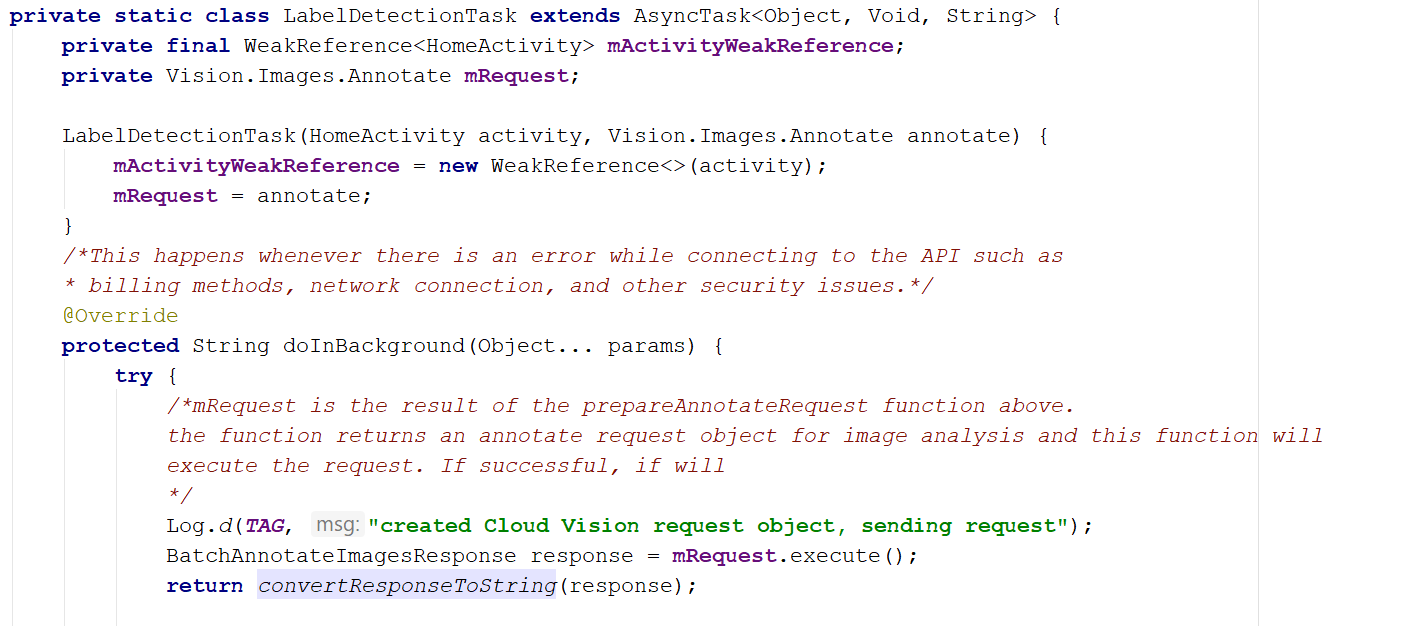 private static class LabelDetectionTask extends AsyncTask<Object, Void, String> {
private final WeakReference<HomeActivity> mActivityWeakReference;
private Vision.Images.Annotate mRequest;
LabelDetectionTask(HomeActivity activity, Vision.Images.Annotate annotate) {
mActivityWeakReference = new WeakReference<>(activity);
mRequest = annotate;
}
/*This happens whenever there is an error while connecting to the API such as
* billing methods, network connection, and other security issues.*/
@Override
protected String doInBackground(Object... params) {
try {
/*mRequest is the result of the prepareAnnotateRequest function above.
the function returns an annotate request object for image analysis and this function will
execute the request. If successful, if will
*/
Log.d(TAG, msg: "created Cloud Vision request object, sending request");
BatchAnnotateImagesResponse response = mRequest.execute();
return convertResponseToString(response);